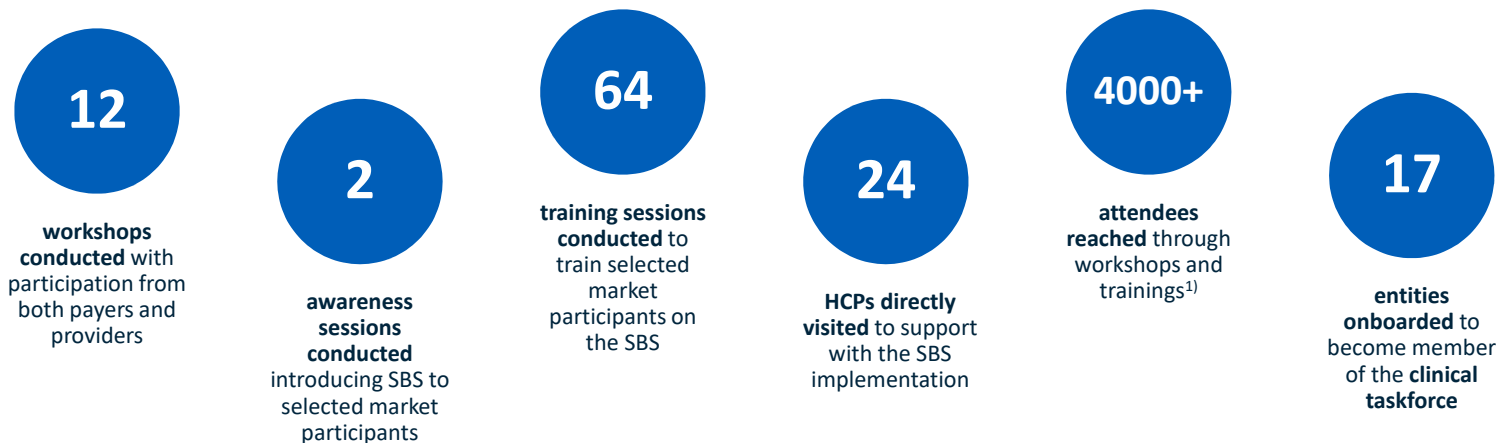 12
workshops
conducted with
participation from
both payers and
providers
2
awareness
sessions
conducted
introducing SBS to
selected market
participants
64
training sessions
conducted to
train selected
market
participants on
the SBS
24
HCPs directly
visited to support
with the SBS
implementation
4000+
attendees
reached through
workshops and
trainings1)
17
entities
onboarded to
become member
of the clinical
taskforce